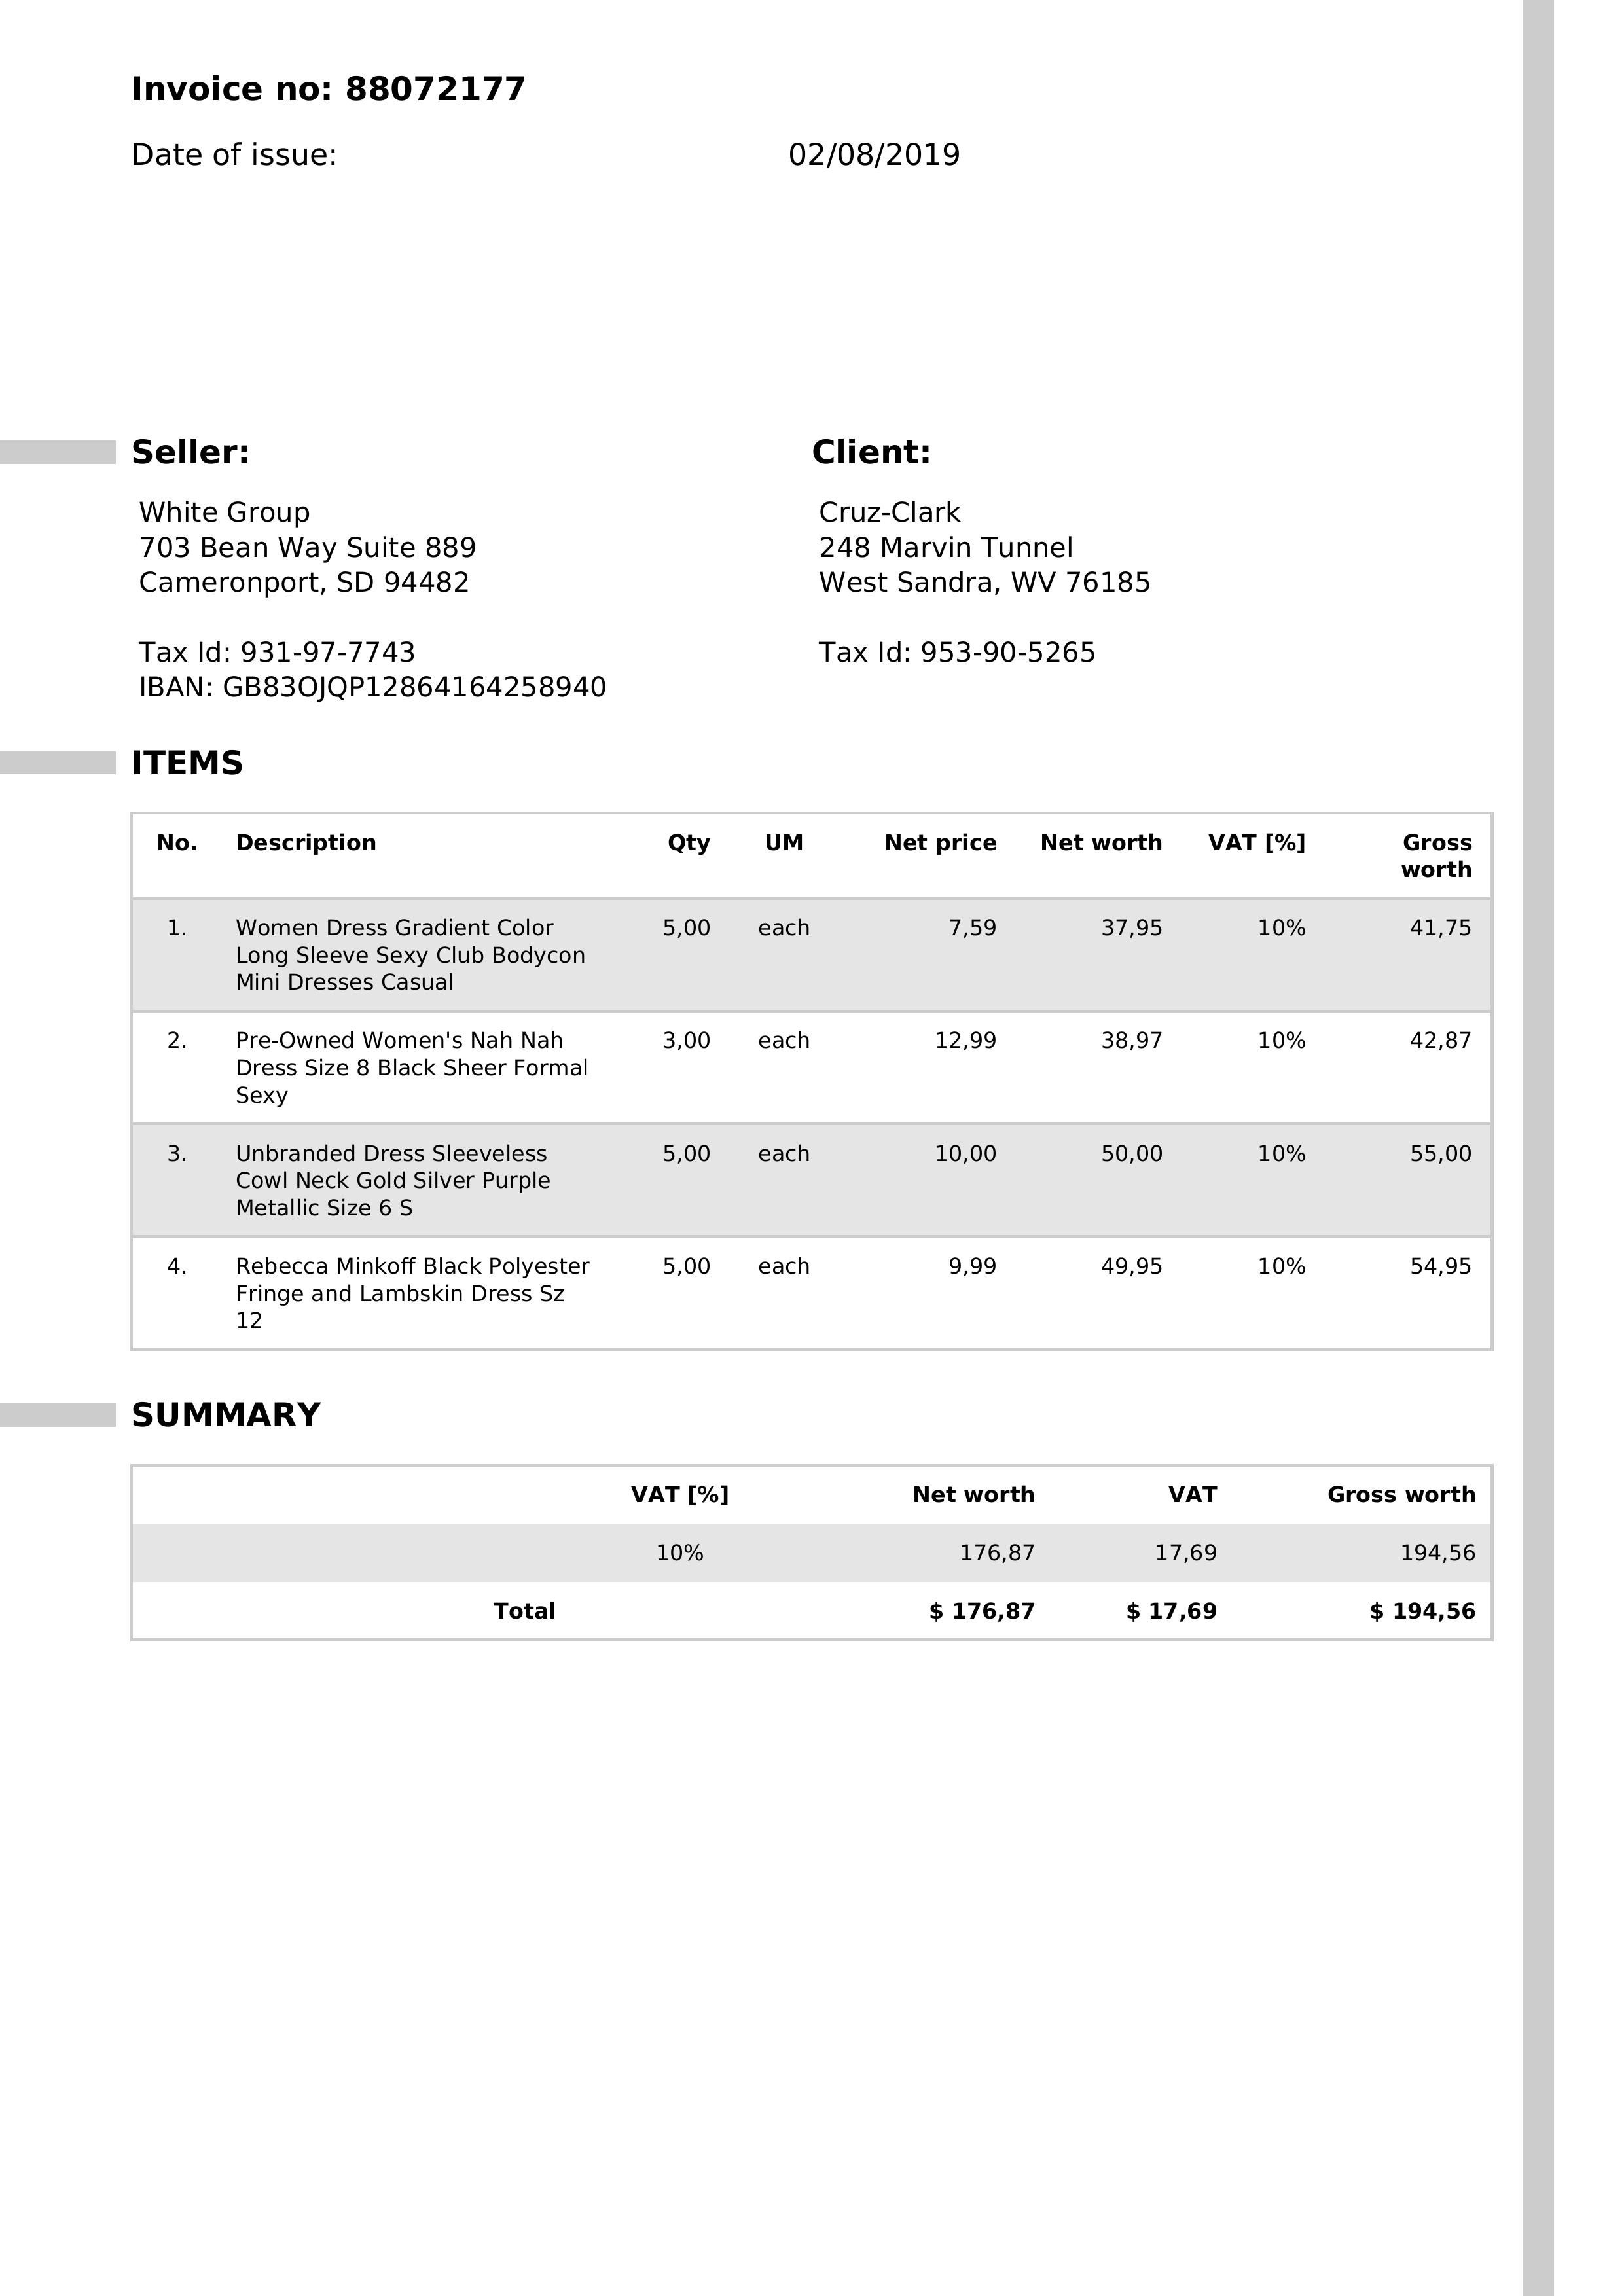 Invoice no: 88072177
Date of issue: 02/08/2019
Seller:
White Group
703 Bean Way Suite 889
Cameronport, SD 94482
Tax Id: 931-97-7743
IBAN: GB83OJQP12864164258940
Client:
Cruz-Clark
248 Marvin Tunnel
West Sandra, WV 76185
Tax Id: 953-90-5265
ITEMS
No. Description Qty UM Net price Net worth VAT [%] Gross
worth
1. Women Dress Gradient Color 5,00 each 7,59 37,95 10% 41,75
Long Sleeve Sexy Club Bodycon
Mini Dresses Casual
2. Pre-Owned Women's Nah Nah 3,00 each 12,99 38,97 10% 42,87
Dress Size 8 Black Sheer Formal
Sexy
3. Unbranded Dress Sleeveless 5,00 each 10,00 50,00 10% 55,00
Cowl Neck Gold Silver Purple
Metallic Size 6 S
4. Rebecca Minkoff Black Polyester 5,00 each 9,99 49,95 10% 54,95
Fringe and Lambskin Dress Sz
12
SUMMARY
VAT [%] Net worth VAT Gross worth
10% 176,87 17,69 194,56
Total $ 176,87 $ 17,69 $ 194,56